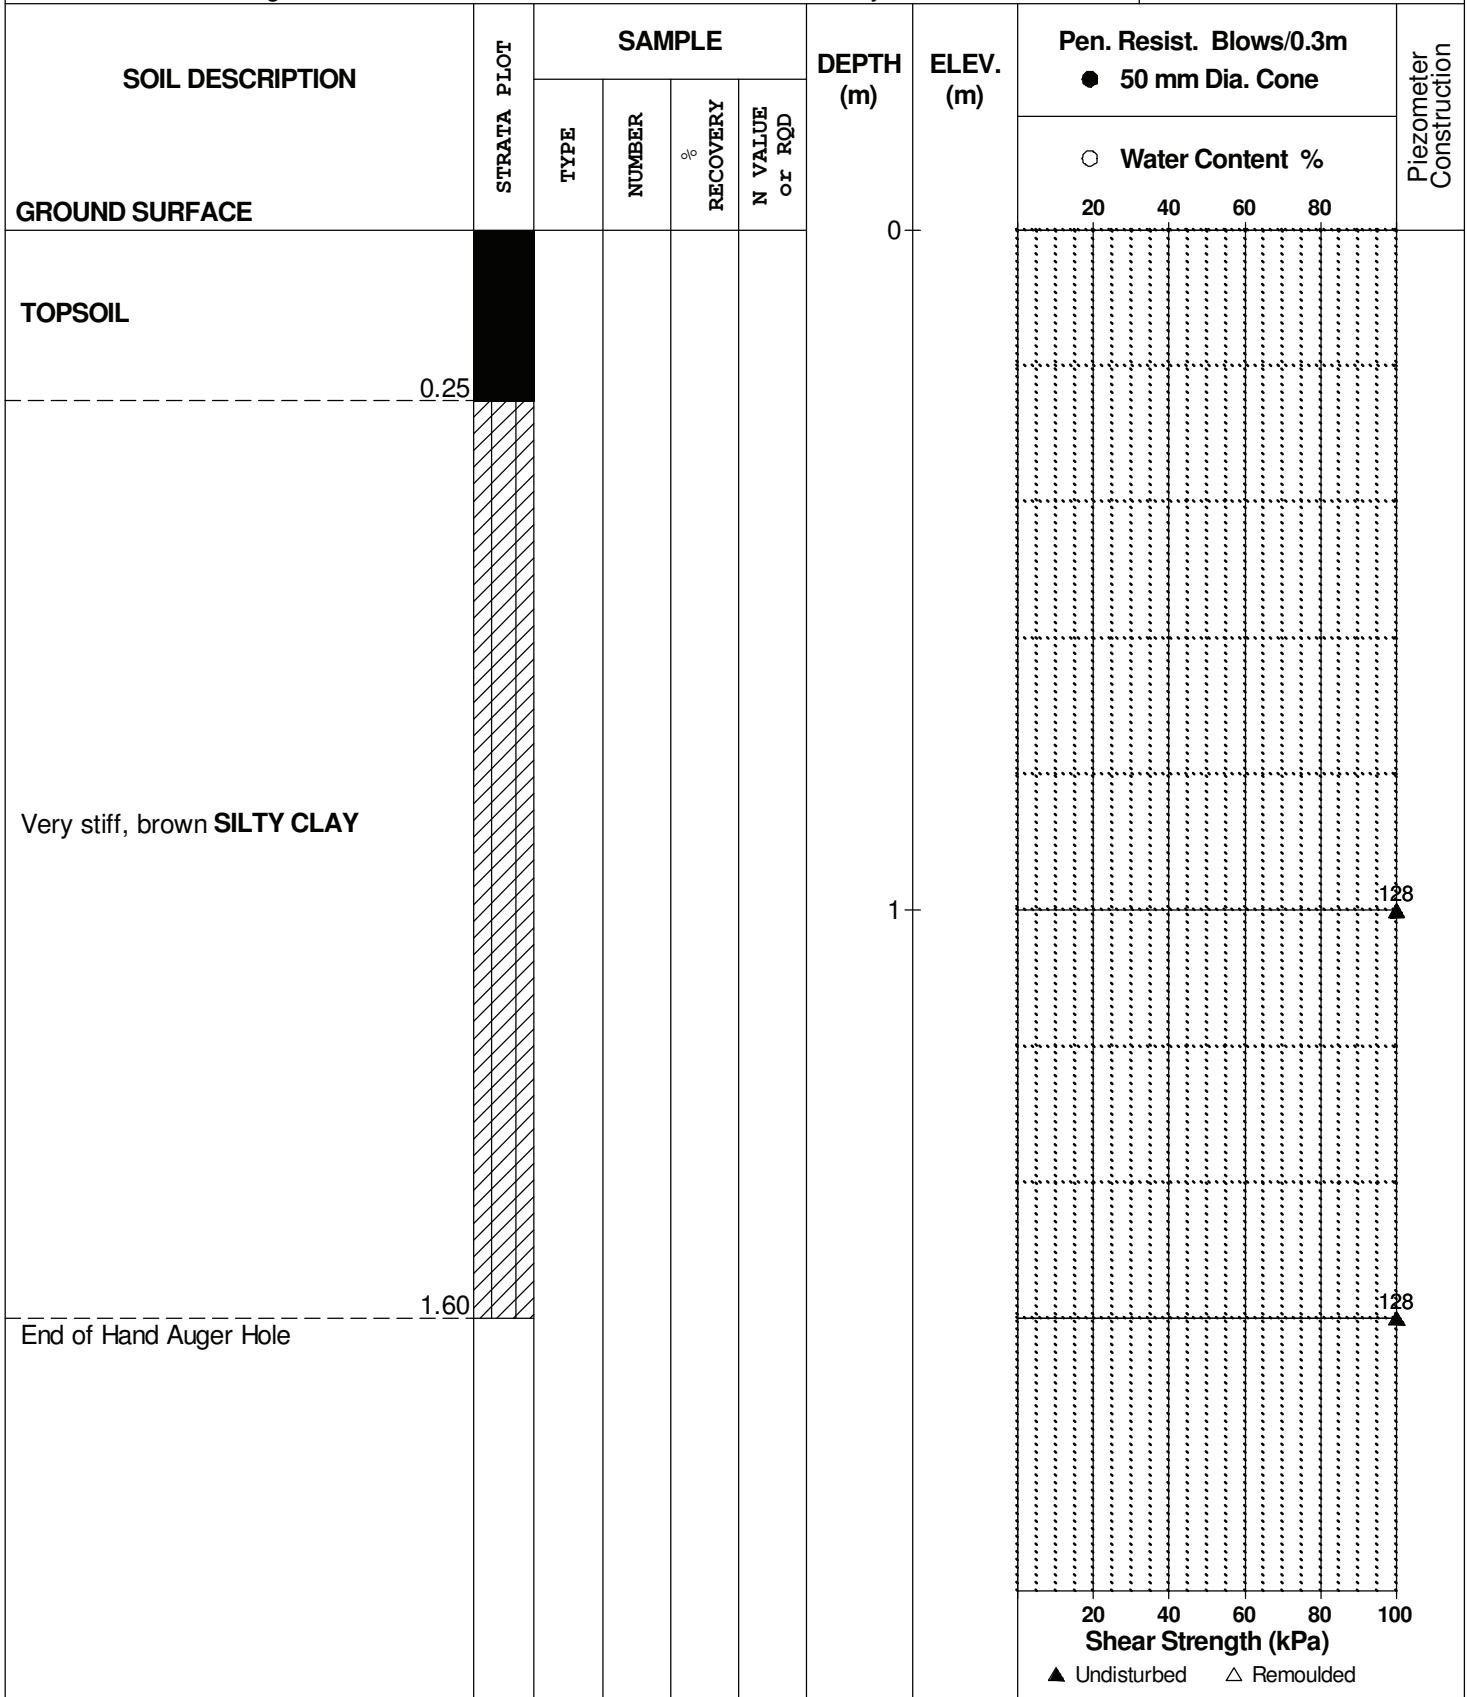 SOIL DESCRIPTION
GROUND SURFACE
STRATA PLOT
SAMPLE
TYPE
NUMBER
%
RECOVERY
N VALUE
or RQD
DEPTH
(m)
ELEV.
(m)
Pen. Resist. Blows/0.3m
● 50 mm Dia. Cone
○ Water Content %
20 40 60 80
Piezometer
Construction
0
TOPSOIL
0.25
Very stiff, brown SILTY CLAY
1
128
1.60
128
End of Hand Auger Hole
20 40 60 80 100
Shear Strength (kPa)
▲ Undisturbed △ Remoulded